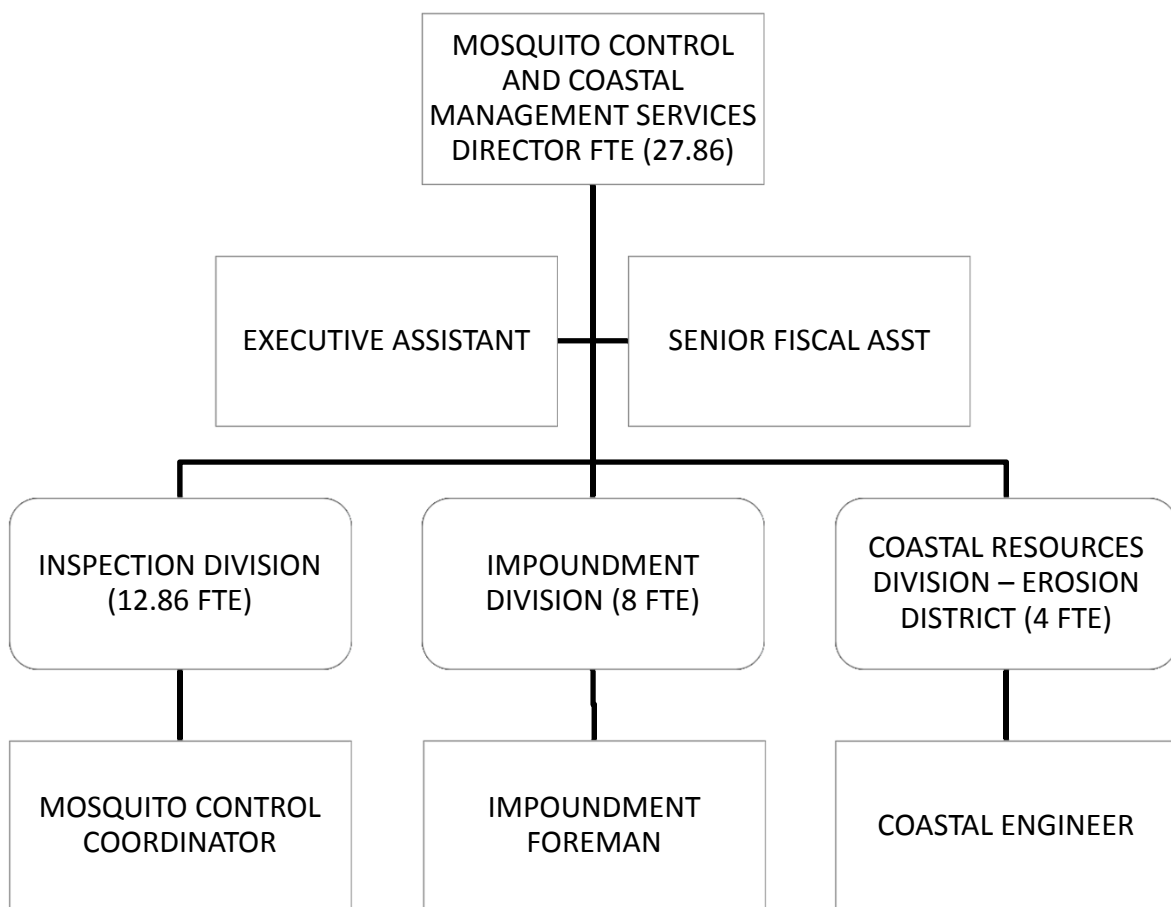 MOSQUITO CONTROL
AND COASTAL
MANAGEMENT SERVICES
DIRECTOR FTE (27.86)
EXECUTIVE ASSISTANT
SENIOR FISCAL ASST
INSPECTION DIVISION
(12.86 FTE)
IMPOUNDMENT
DIVISION (8 FTE)
COASTAL RESOURCES
DIVISION – EROSION
DISTRICT (4 FTE)
MOSQUITO CONTROL
COORDINATOR
IMPOUNDMENT
FOREMAN
COASTAL ENGINEER